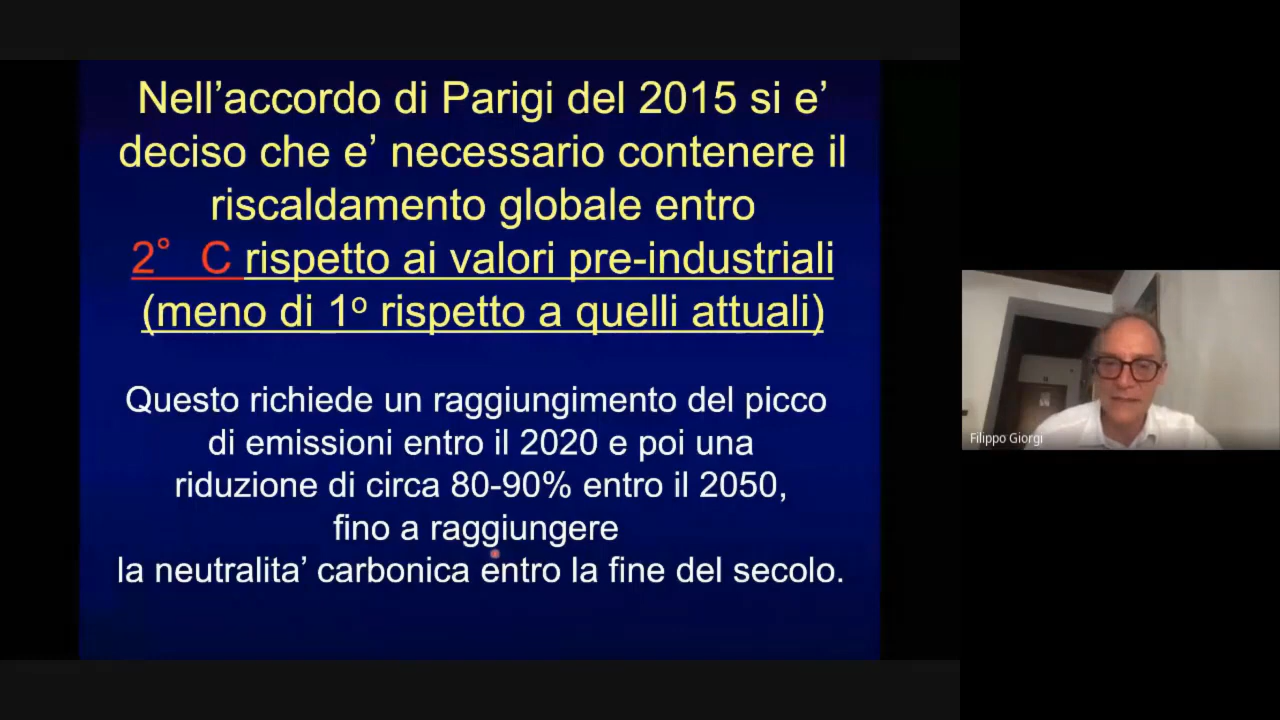 Nell’accordo di Parigi del 2015 si e’
deciso che e’ necessario contenere il
riscaldamento globale entro
2° C rispetto ai valori pre-industriali
(meno di 1º rispetto a quelli attuali)
Questo richiede un raggiungimento del picco
di emissioni entro il 2020 e poi una
riduzione di circa 80-90% entro il 2050,
fino a raggiungere
la neutralita’ carbonica entro la fine del secolo.
Filippo Giorgi